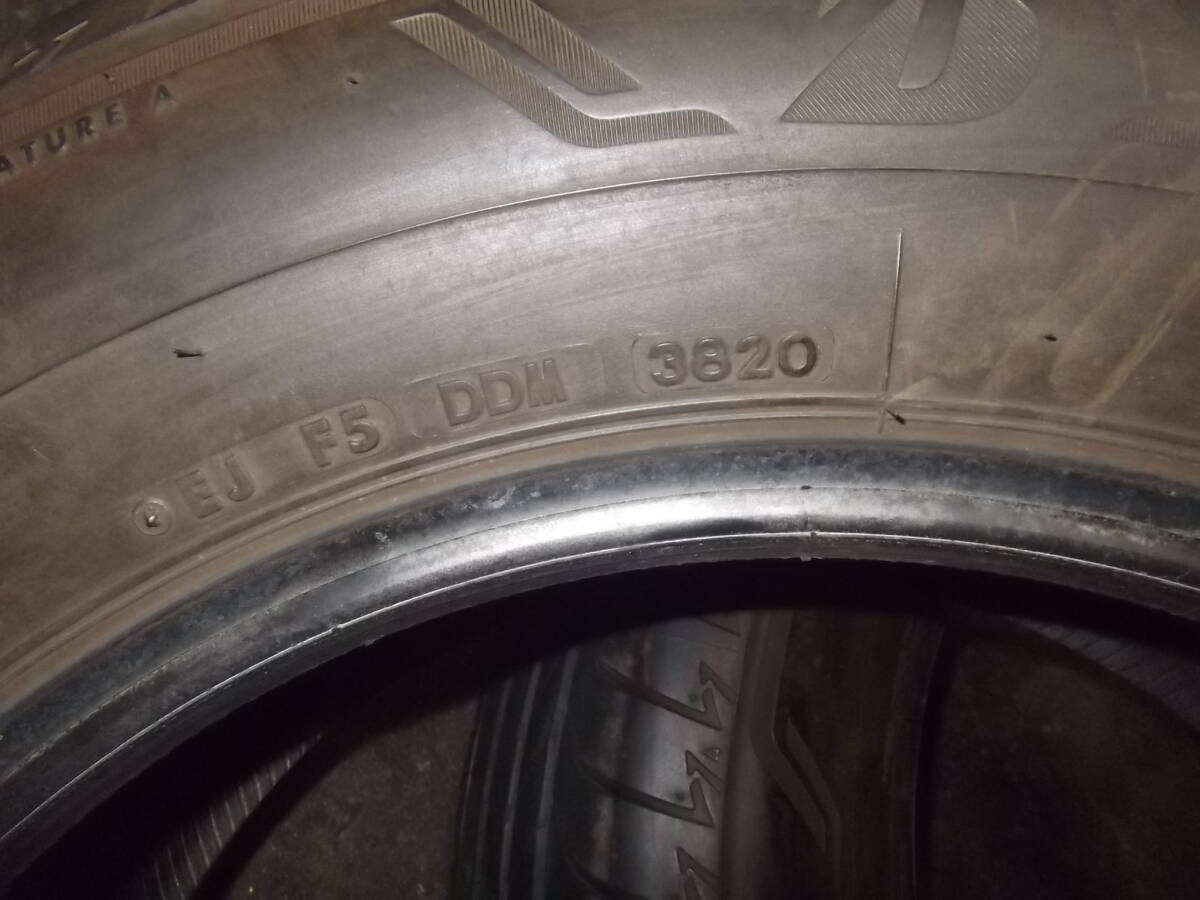 ATURE A
EJ F5 DDM 3820